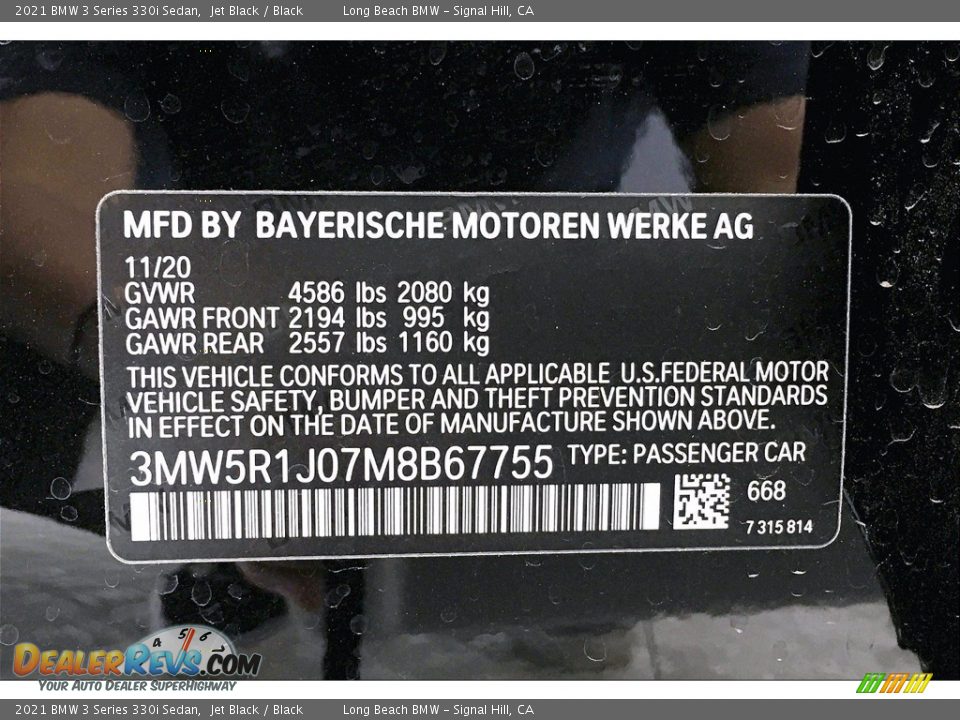 2021 BMW 3 Series 330i Sedan,  Jet Black / Black        Long Beach BMW - Signal Hill, CA
MFD BY BAYERISCHE MOTOREN WERKE AG
11/20
GVWR 4586 lbs 2080 kg
GAWR FRONT 2194 lbs 995 kg
GAWR REAR 2557 lbs 1160 kg
THIS VEHICLE CONFORMS TO ALL APPLICABLE U.S.FEDERAL MOTOR
VEHICLE SAFETY, BUMPER AND THEFT PREVENTION STANDARDS
IN EFFECT ON THE DATE OF MANUFACTURE SHOWN ABOVE.
3MW5R1J07M8B67755 TYPE: PASSENGER CAR
668
7 315 814
4 5 6
DEALERREVS.COM
YOUR AUTO DEALER SUPERHIGHWAY
2021 BMW 3 Series 330i Sedan,  Jet Black / Black        Long Beach BMW - Signal Hill, CA